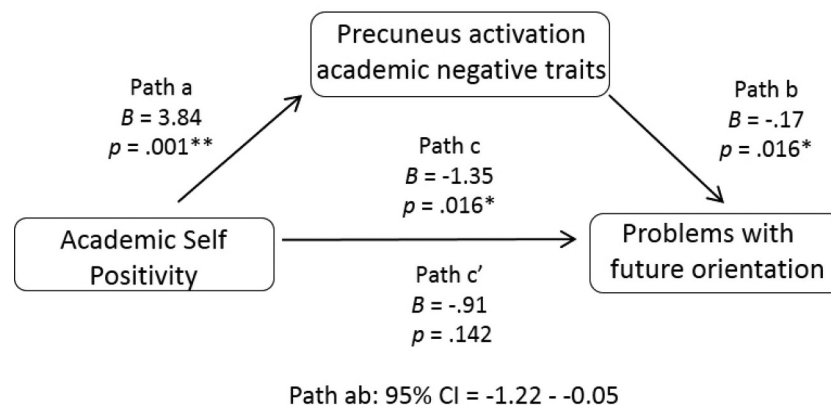 Precuneus activation
academic negative traits
Path a
B = 3.84
p = .001**
Path b
B = -.17
p = .016*
Path c
B = -1.35
p = .016*
Academic Self
Positivity
Problems with
future orientation
Path c’
B = -.91
p = .142
Path ab: 95% CI = -1.22 - -0.05